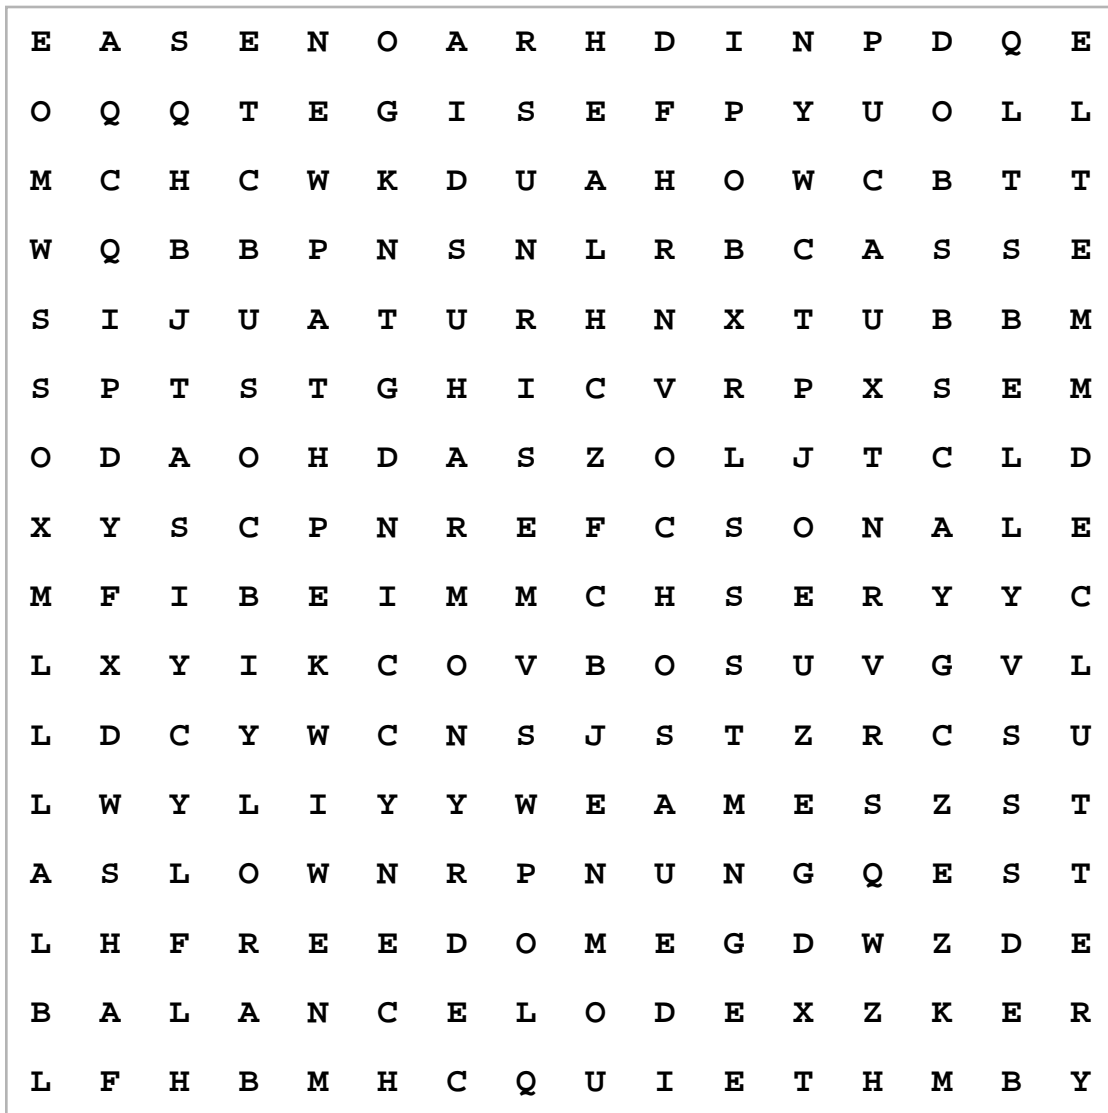 E A S E N O A R H D I N P D Q E
O Q Q T E G I S E F P Y U O L L
M C H C W K D U A H O W C B T T
W Q B B P N S N L R B C A S S E
S I J U A T U R H N X T U B B M
S P T S T G H I C V R P X S E M
O D A O H D A S Z O L J T C L D
X Y S C P N R E F C S O N A L E
M F I B E I M M C H S E R Y Y C
L X Y I K C O V B O S U V G V L
L D C Y W C N S J S T Z R C S U
L W Y L I Y Y W E A M E S Z S T
A S L O W N R P N U N G Q E S T
L H F R E E D O M E G D W Z D E
B A L A N C E L O D E X Z K E R
L F H B M H C Q U I E T H M B Y